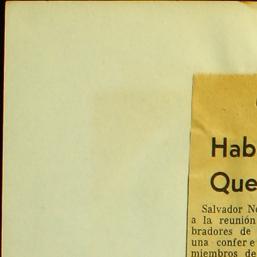 Hab
Que
Salvador N
a la reunión
bradores de
una confere
miembros de